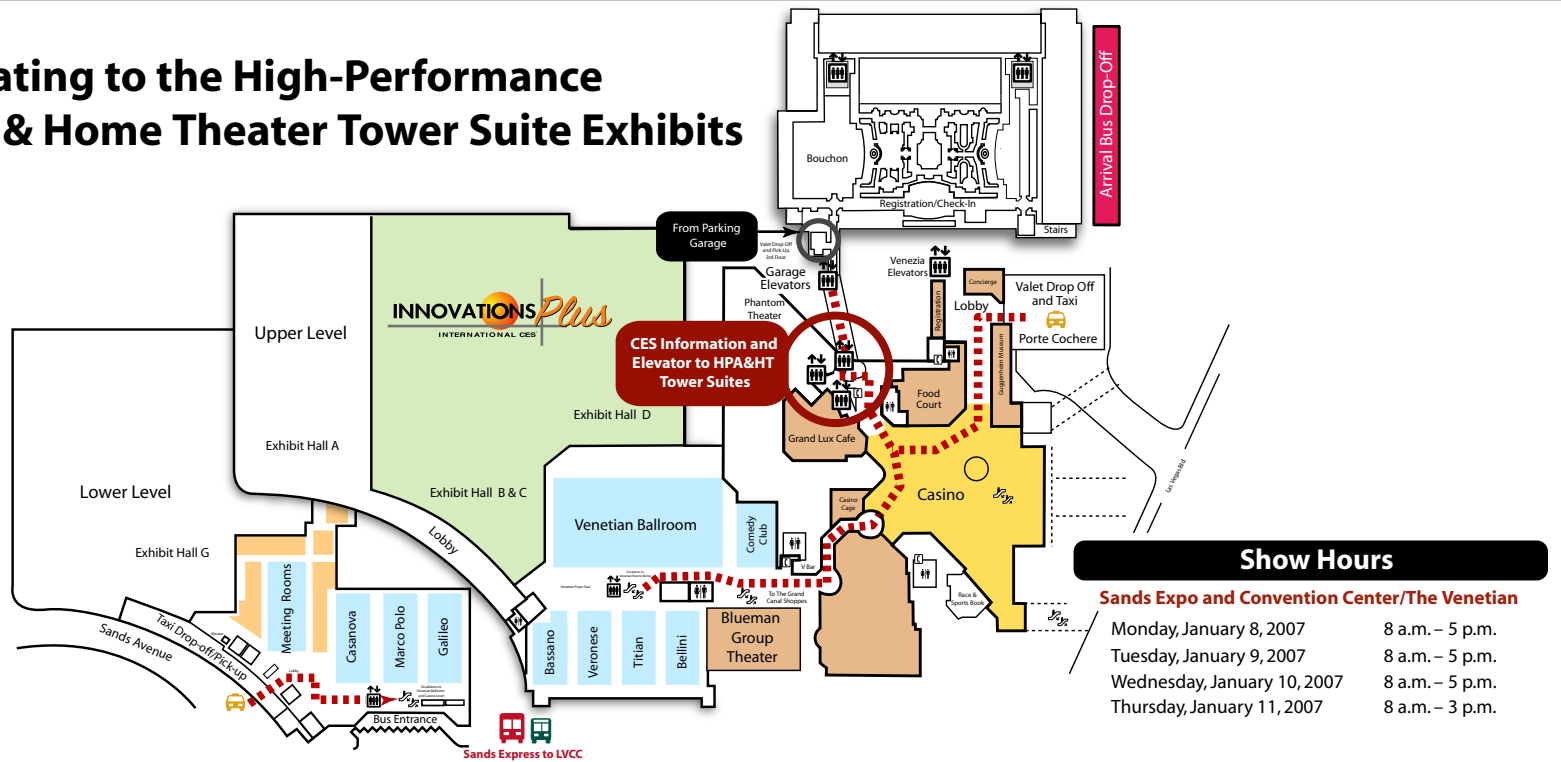 ating to the High-Performance
& Home Theater Tower Suite Exhibits
Arrival Bus Drop-Off
Bouchon
Registration/Check-In
Stairs
From Parking
Garage
Valet Drop-Off
and Pick-Up
3rd Floor
Garage
Elevators
Venezia
Elevators
Concierge
Lobby
Registration
Valet Drop Off
and Taxi
Porte Cochere
Guggenheim Museum
Phantom
Theater
CES Information and
Elevator to HPA&HT
Tower Suites
Food
Court
Grand Lux Cafe
INNOVATIONS Plus
INTERNATIONAL CES
Upper Level
Exhibit Hall A
Exhibit Hall D
Exhibit Hall B & C
Lower Level
Exhibit Hall G
Lobby
Venetian Ballroom
Comedy
Club
Casino
Cage
Casino
V Bar
Las Vegas Blvd.
Race &
Sports Book
To The Grand
Canal Shoppes
Blueman
Group
Theater
Bassano
Veronese
Titian
Bellini
Meeting Rooms
Casanova
Marco Polo
Galileo
Taxi Drop-off/Pick-up
Sands Avenue
Lobby
Escalators to
Venetian Ballroom
and Casino Level
Bus Entrance
Sands Express to LVCC
Show Hours
Sands Expo and Convention Center/The Venetian
Monday, January 8, 2007 8 a.m. – 5 p.m.
Tuesday, January 9, 2007 8 a.m. – 5 p.m.
Wednesday, January 10, 2007 8 a.m. – 5 p.m.
Thursday, January 11, 2007 8 a.m. – 3 p.m.